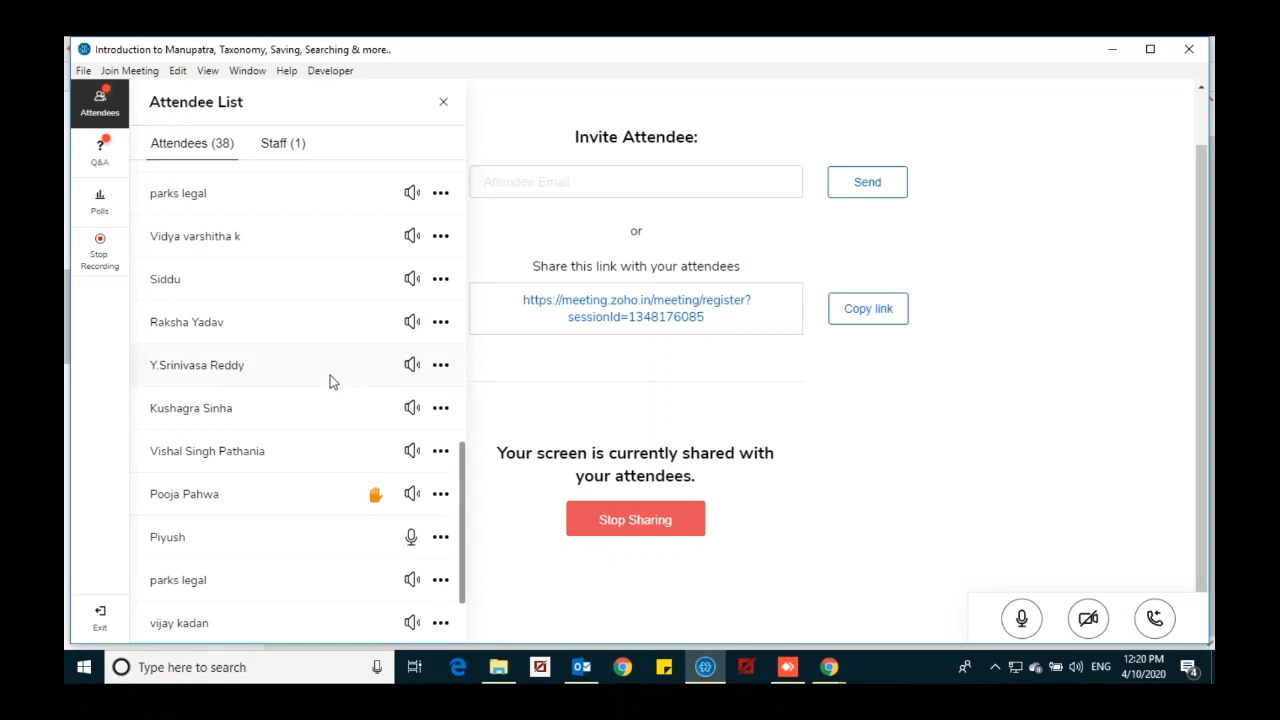 Introduction to Manupatra, Taxonomy, Saving, Searching & more..
File Join Meeting Edit View Window Help Developer
Attendees
Q&A
Polls
Stop
Recording
Exit
Attendee List
Attendees (38) Staff (1)
parks legal
Vidya varshitha k
Siddu
Raksha Yadav
Y.Srinivasa Reddy
Kushagra Sinha
Vishal Singh Pathania
Pooja Pahwa
Piyush
parks legal
vijay kadan
Invite Attendee:
Attendee Email
Send
or
Share this link with your attendees
https://meeting.zoho.in/meeting/register?
sessionId=1348176085
Copy link
Your screen is currently shared with
your attendees.
Stop Sharing
Type here to search
ENG
12:20 PM
4/10/2020
4